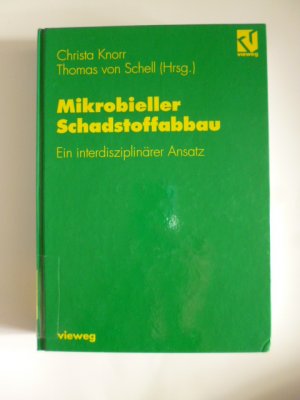 Christa Knorr
Thomas von Schell (Hrsg.)
vieweg
Mikrobieller
Schadstoffabbau
Ein interdisziplinärer Ansatz
vieweg